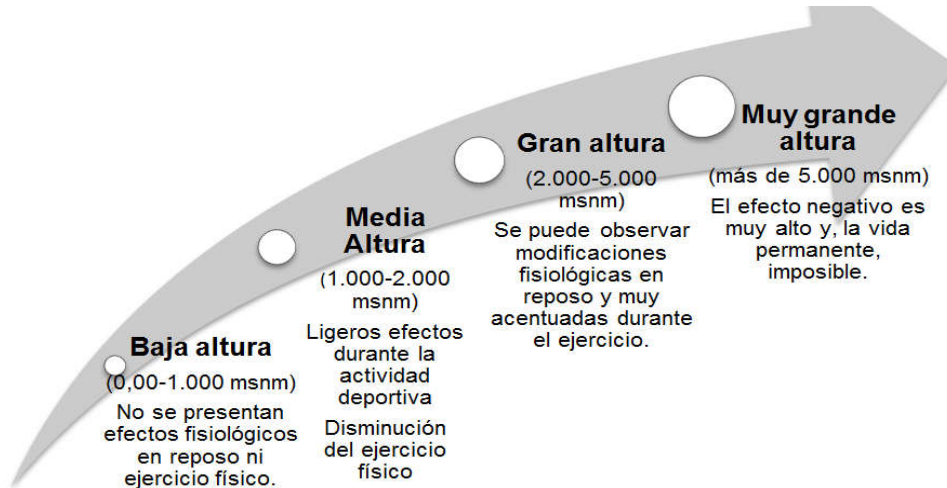 Baja altura
(0,00-1.000 msnm)
No se presentan
efectos fisiológicos
en reposo ni
ejercicio físico.
Media
Altura
(1.000-2.000
msnm)
Ligeros efectos
durante la
actividad
deportiva
Disminución
del ejercicio
físico
Gran altura
(2.000-5.000
msnm)
Se puede observar
modificaciones
fisiológicas en
reposo y muy
acentuadas durante
el ejercicio.
Muy grande
altura
(más de 5.000 msnm)
El efecto negativo es
muy alto y, la vida
permanente,
imposible.